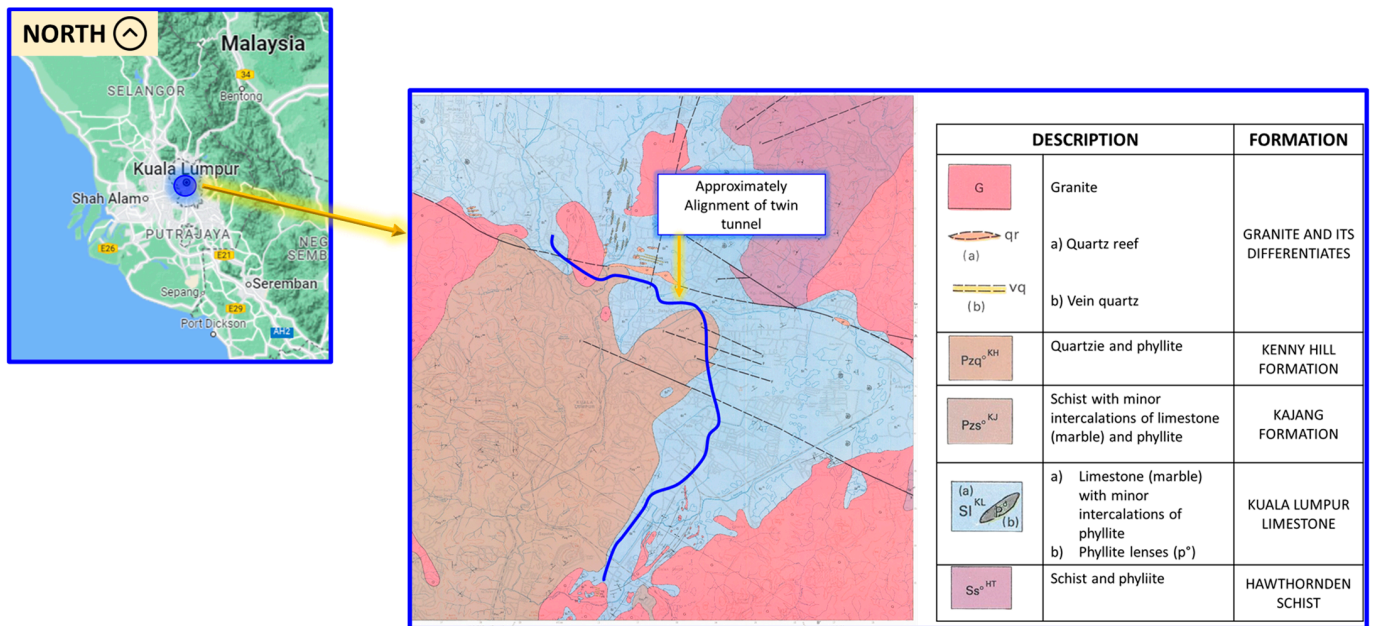 NORTH
Malaysia
34
SELANGOR
Bentong
Kuala Lumpur
Shah Alam
PUTRAJAYA
E26
E21
NEG
SEMB
Seremban
Sepang
E29
Port Dickson
AH2
Approximately
Alignment of twin
tunnel
DESCRIPTION
FORMATION
G
Granite
qr
(a)
a) Quartz reef
vq
(b)
b) Vein quartz
GRANITE AND ITS
DIFFERENTIATES
Pzq° KH
Quartzie and phyllite
KENNY HILL
FORMATION
Pzs° KJ
Schist with minor
intercalations of limestone
(marble) and phyllite
KAJANG
FORMATION
(a)
Sl KL
p°
(b)
a) Limestone (marble)
with minor
intercalations of
phyllite
b) Phyllite lenses (p°)
KUALA LUMPUR
LIMESTONE
Ss° HT
Schist and phyliite
HAWTHORNDEN
SCHIST